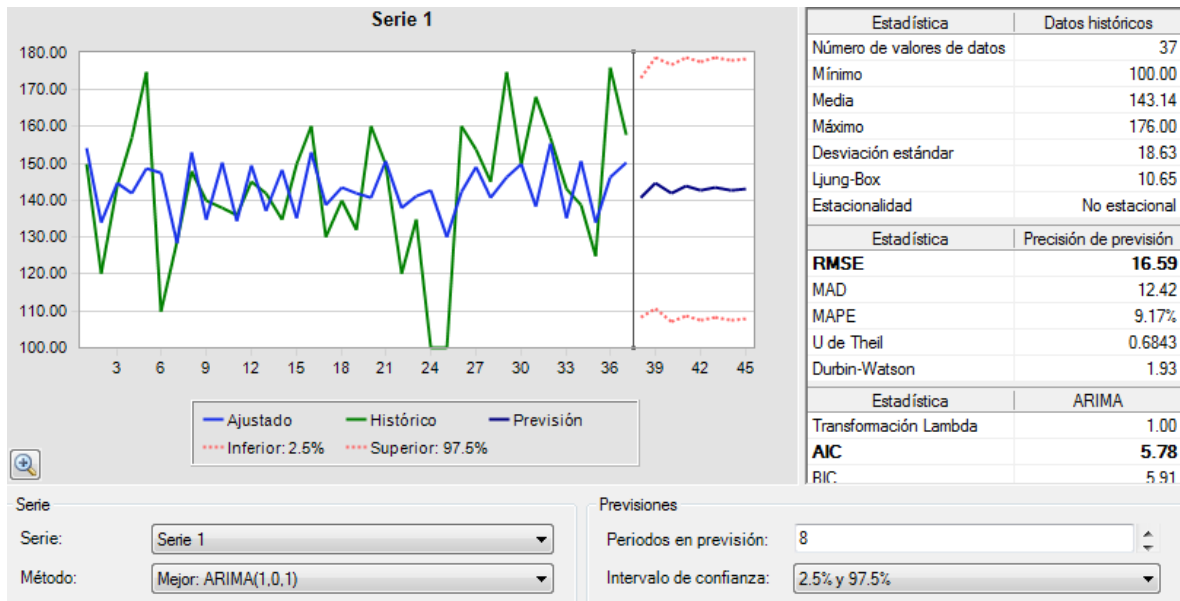 Serie 1
180.00
170.00
160.00
150.00
140.00
130.00
120.00
110.00
100.00
3 6 9 12 15 18 21 24 27 30 33 36 39 42 45
Ajustado Histórico Previsión
Inferior: 2.5% Superior: 97.5%
Estadística Datos históricos
Número de valores de datos 37
Mínimo 100.00
Media 143.14
Máximo 176.00
Desviación estándar 18.63
Ljung-Box 10.65
Estacionalidad No estacional
Estadística Precisión de previsión
RMSE 16.59
MAD 12.42
MAPE 9.17%
U de Theil 0.6843
Durbin-Watson 1.93
Estadística ARIMA
Transformación Lambda 1.00
AIC 5.78
BIC 5.91
Serie
Serie: Serie 1
Método: Mejor: ARIMA(1,0,1)
Previsiones
Periodos en previsión: 8
Intervalo de confianza: 2.5% y 97.5%